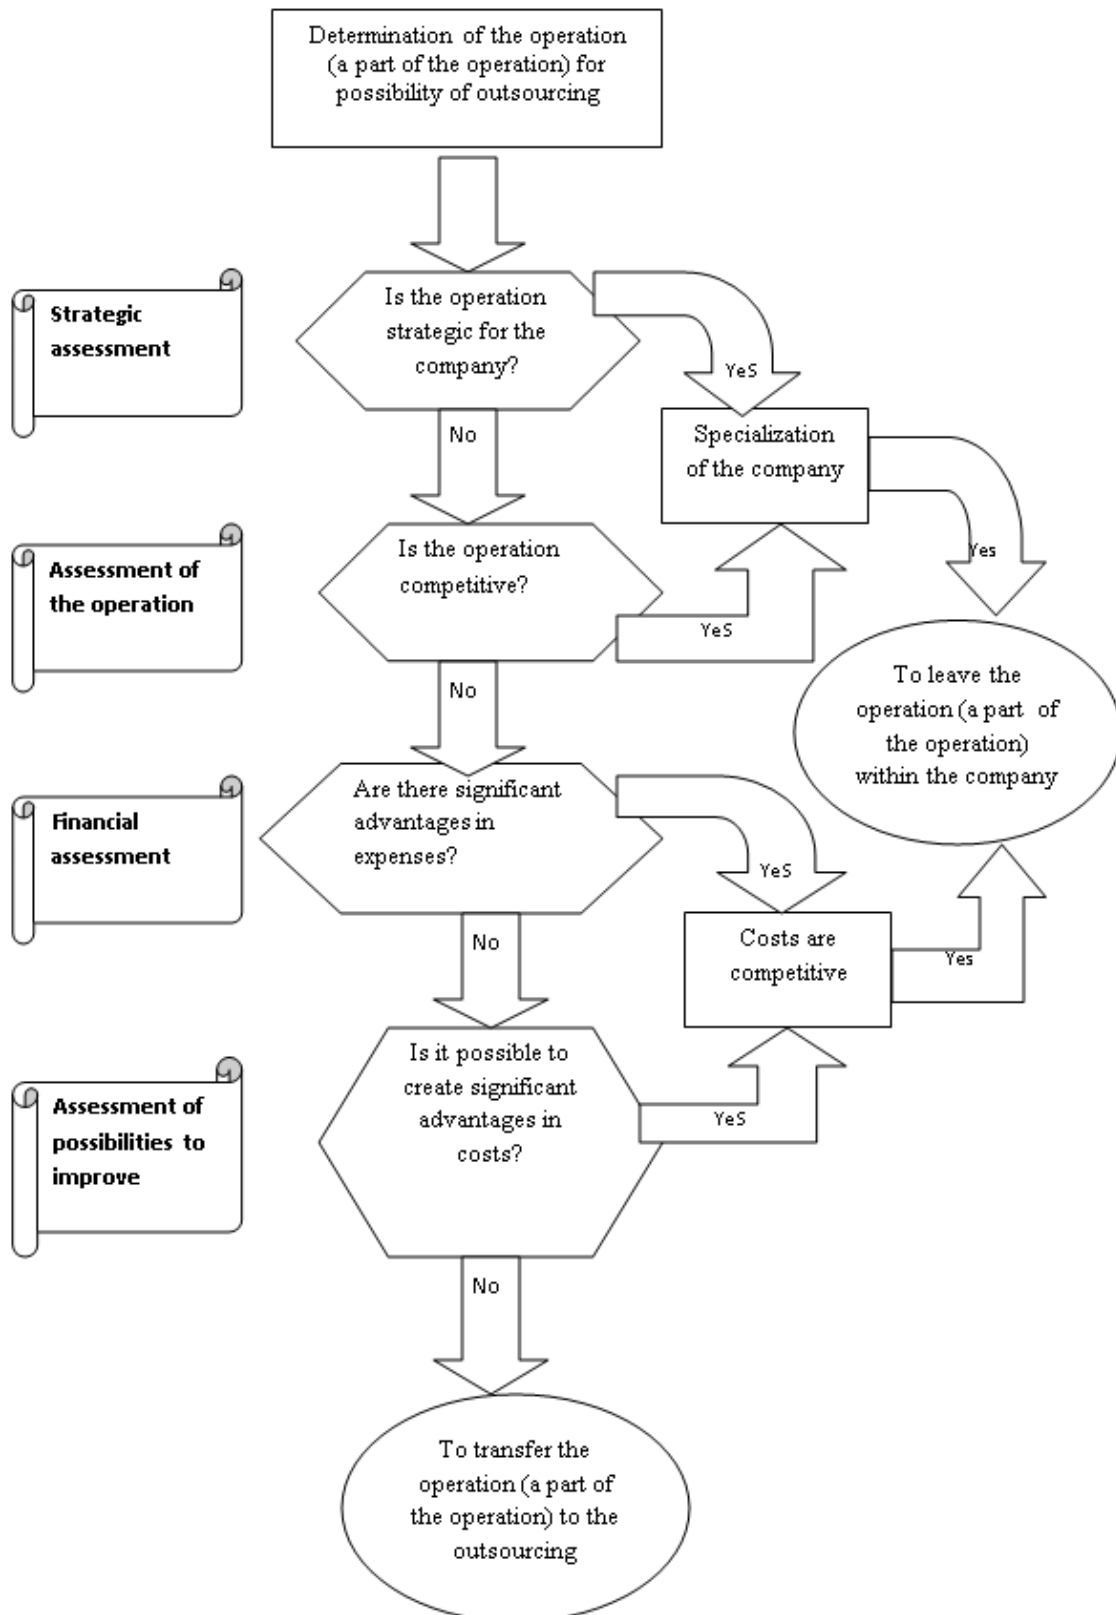 Determination of the operation
(a part of the operation) for
possibility of outsourcing
Strategic
assessment
Is the operation
strategic for the
company?
YeS
No
Specialization
of the company
Yes
Assessment of
the operation
Is the operation
competitive?
YeS
No
To leave the
operation (a part of
the operation)
within the company
Financial
assessment
Are there significant
advantages in
expenses?
YeS
No
Costs are
competitive
Yes
Assessment of
possibilities to
improve
Is it possible to
create significant
advantages in
costs?
YeS
No
To transfer the
operation (a part of
the operation) to the
outsourcing